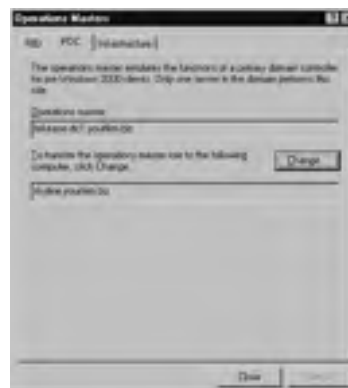 Operations Masters
RID PDC Infrastructure
The operations master emulates the functions of a primary domain controller
for pre-Windows 2000 clients. Only one server in the domain performs this
role.
Operations master:
To transfer the operations master role to the following
computer, click Change.
Change
Close